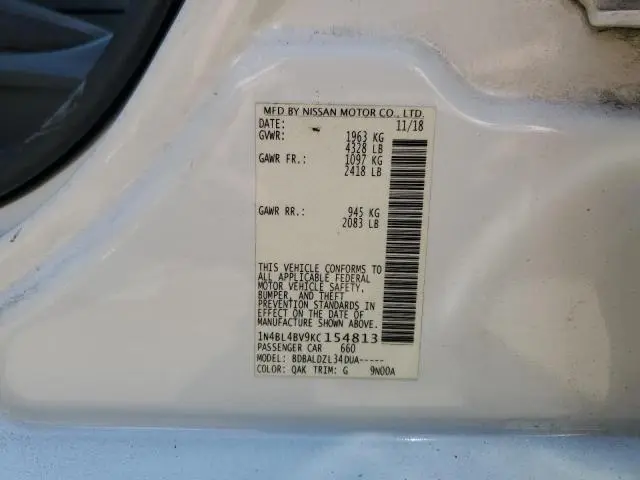 MFD BY NISSAN MOTOR CO., LTD.
DATE: 11/18
GVWR: 1963 KG
4328 LB
GAWR FR.: 1097 KG
2418 LB
GAWR RR.: 945 KG
2083 LB
THIS VEHICLE CONFORMS TO
ALL APPLICABLE FEDERAL
MOTOR VEHICLE SAFETY,
BUMPER, AND THEFT
PREVENTION STANDARDS IN
EFFECT ON THE DATE OF
MANUFACTURE SHOWN ABOVE.
1N4BL4BV9KC154813
PASSENGER CAR 660
MODEL: BDBALDZL34DUA-----
COLOR: QAK TRIM: G 9N00A